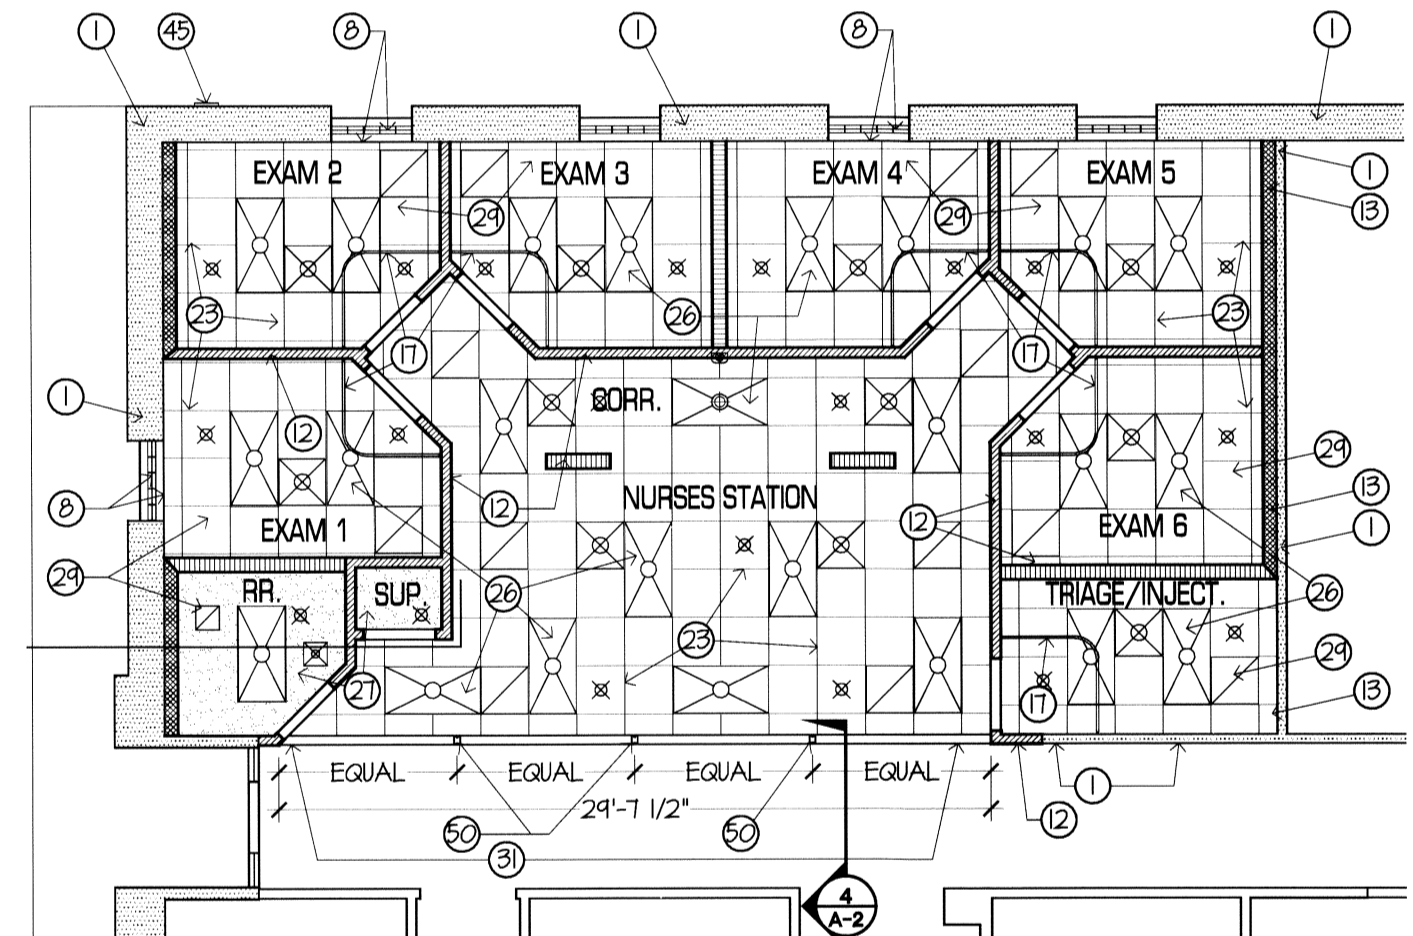 1 45 8 1 8 1
EXAM 2 EXAM 3 EXAM 4 EXAM 5
1
13
29 29
23 26 23
17 17
1
CORR.
12
29
8 12 NURSES STATION 12 13
EXAM 1 EXAM 6 1
29 RR. SUP. 26 TRIAGE/INJECT. 26
23
29
27 17 13
EQUAL EQUAL EQUAL EQUAL
1
29'-7 1/2"
12
50 50
31
4
A-2